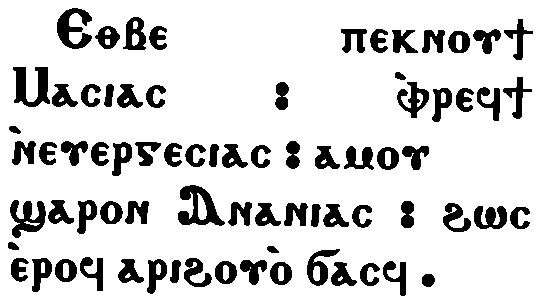 Ⲉⲑⲃⲉ ⲡⲉⲕⲛⲟⲩϯ
Ⲙⲁⲥⲓⲁⲥ : ⲫ̀ⲣⲉϥϯ
ⲛ̀ⲉⲩⲉⲣⲅⲉⲥⲓⲁⲥ : ⲁⲙⲟⲩ
ϣⲁⲣⲟⲛ Ⲁⲛⲁⲛⲓⲁⲥ : ϩⲱⲥ
ⲉ̀ⲣⲟϥ ⲁⲣⲓϩⲟⲩⲟ̀ ϭⲁⲥϥ .